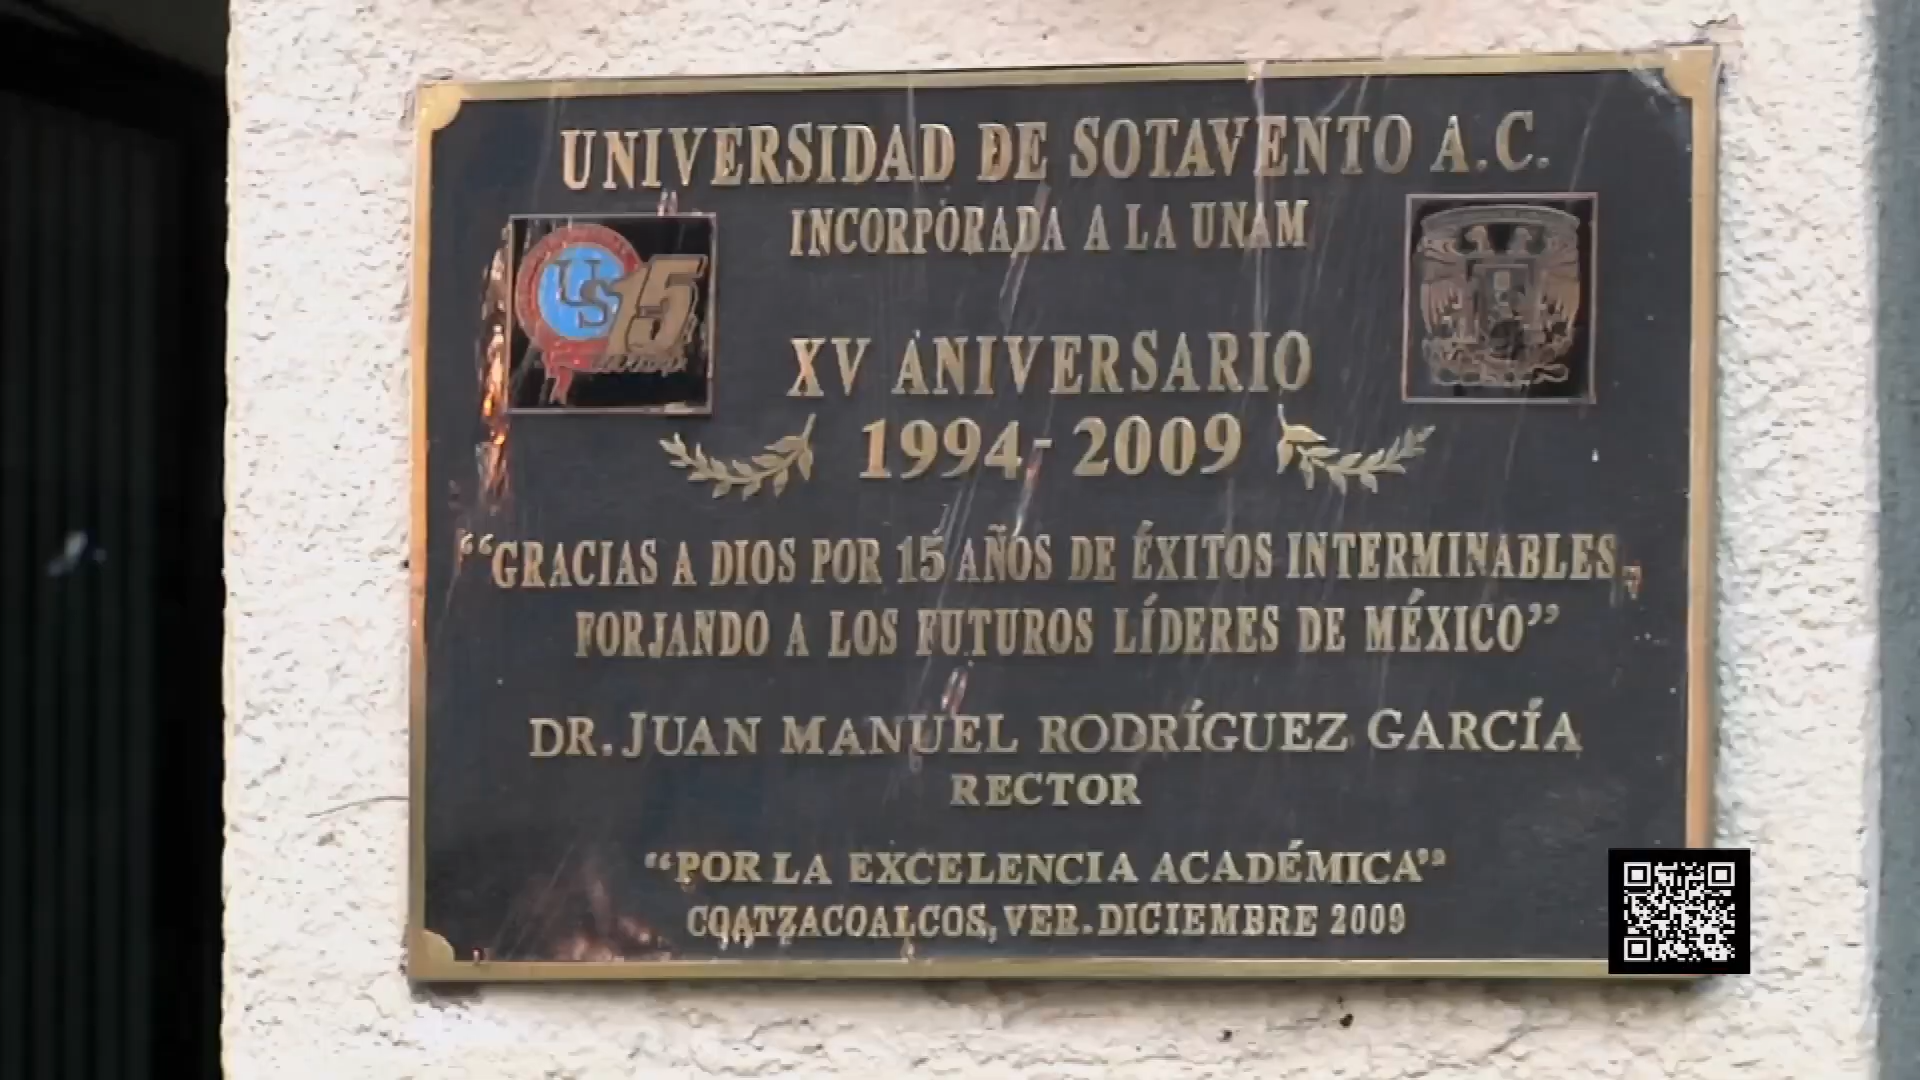 UNIVERSIDAD DE SOTAVENTO A.C.
INCORPORADA A LA UNAM
US 15
XV ANIVERSARIO
1994-2009
“GRACIAS A DIOS POR 15 AÑOS DE ÉXITOS INTERMINABLES,
FORJANDO A LOS FUTUROS LÍDERES DE MÉXICO”
DR. JUAN MANUEL RODRÍGUEZ GARCÍA
RECTOR
“POR LA EXCELENCIA ACADÉMICA”
COATZACOALCOS, VER. DICIEMBRE 2009